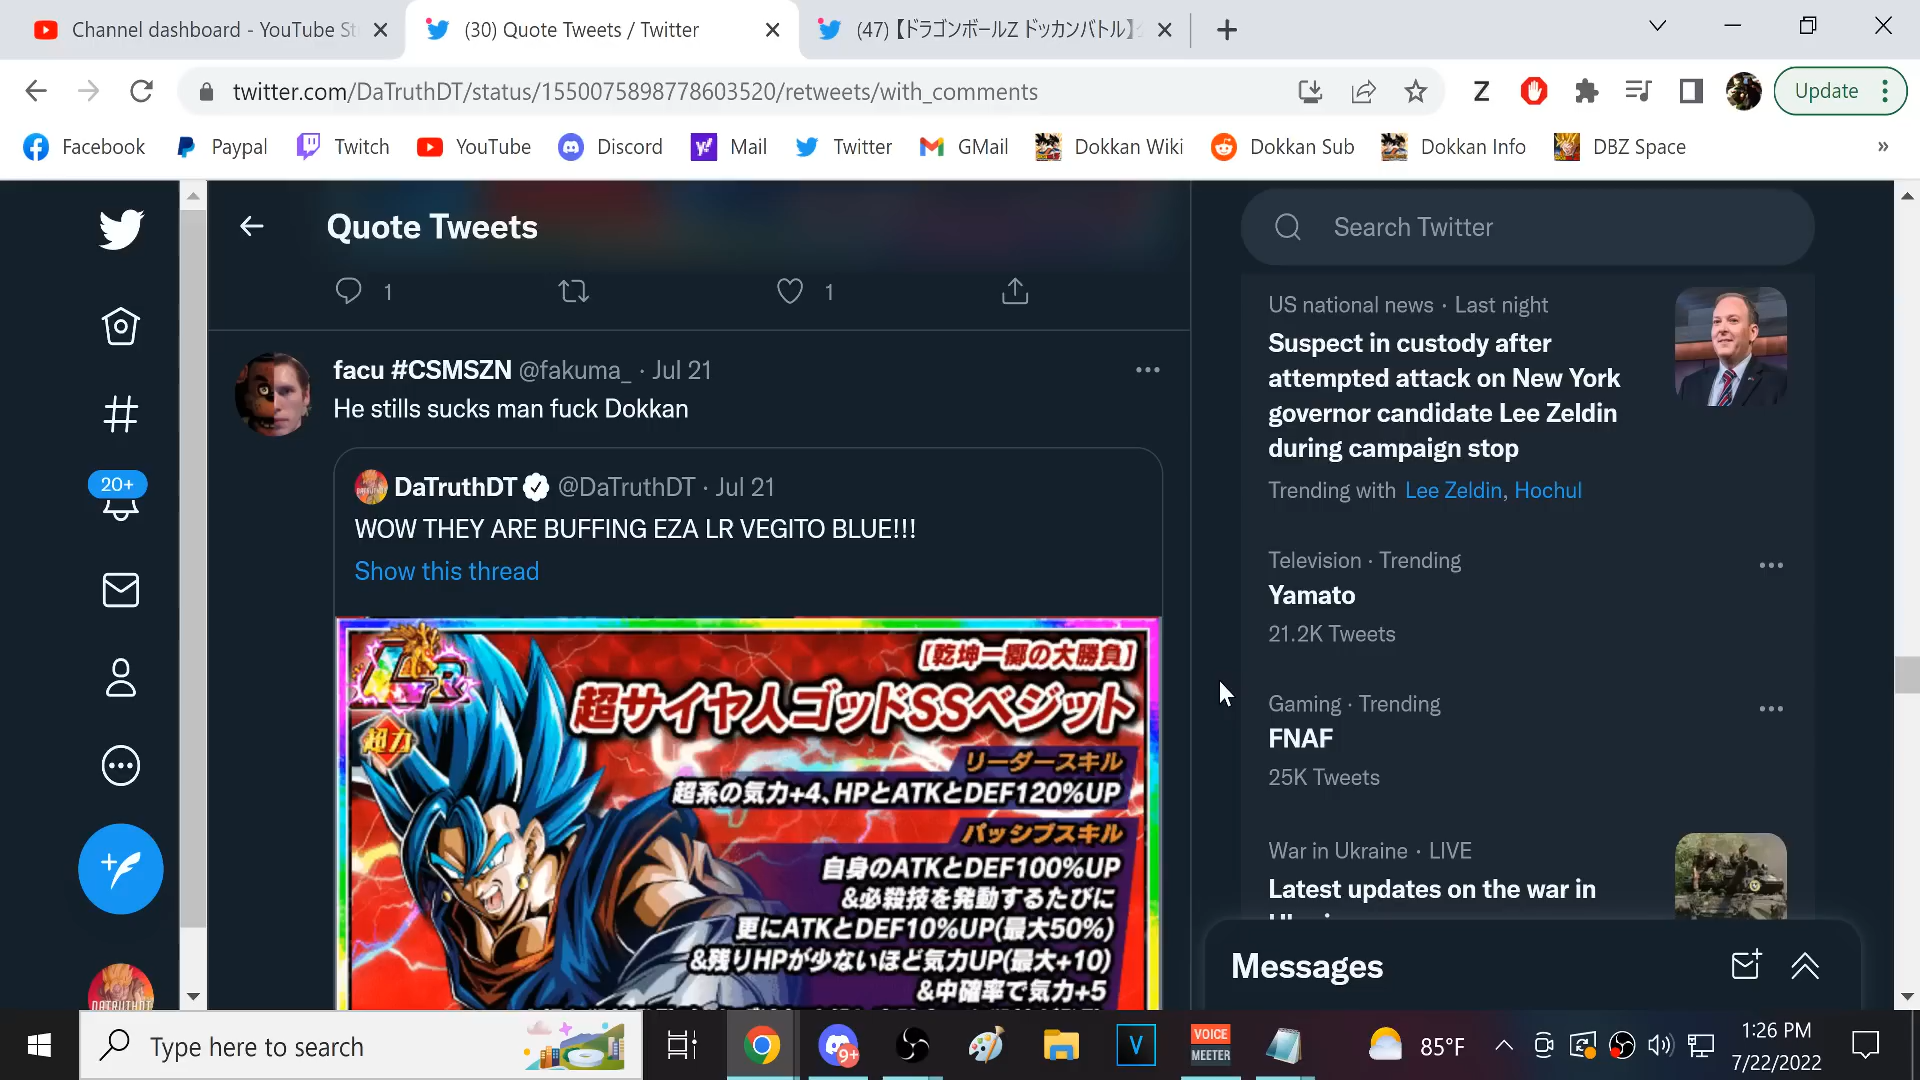 Channel dashboard - YouTube St
(30) Quote Tweets / Twitter
(47)【ドラゴンボールZ ドッカンバトル】
twitter.com/DaTruthDT/status/1550075898778603520/retweets/with_comments
Z
Update
Facebook
Paypal
Twitch
YouTube
Discord
Mail
Twitter
GMail
Dokkan Wiki
Dokkan Sub
Dokkan Info
DBZ Space
»
20+
Quote Tweets
1
1
facu #CSMSZN @fakuma_ · Jul 21
He stills sucks man fuck Dokkan
DaTruthDT @DaTruthDT · Jul 21
WOW THEY ARE BUFFING EZA LR VEGITO BLUE!!!
Show this thread
LR
超力
【乾坤一擲の大勝負】
超サイヤ人ゴッドSSベジット
リーダースキル
超系の気力+4、HPとATKとDEF120%UP
パッシブスキル
自身のATKとDEF100%UP
&必殺技を発動するたびに
更にATKとDEF10%UP(最大50%)
&残りHPが少ないほど気力UP(最大+10)
&中確率で気力+5
Search Twitter
US national news · Last night
Suspect in custody after
attempted attack on New York
governor candidate Lee Zeldin
during campaign stop
Trending with Lee Zeldin, Hochul
Television · Trending
Yamato
21.2K Tweets
Gaming · Trending
FNAF
25K Tweets
War in Ukraine · LIVE
Latest updates on the war in
Messages
DATRUTHDT
Type here to search
9+
V
VOICE
MEETER
85°F
1:26 PM
7/22/2022